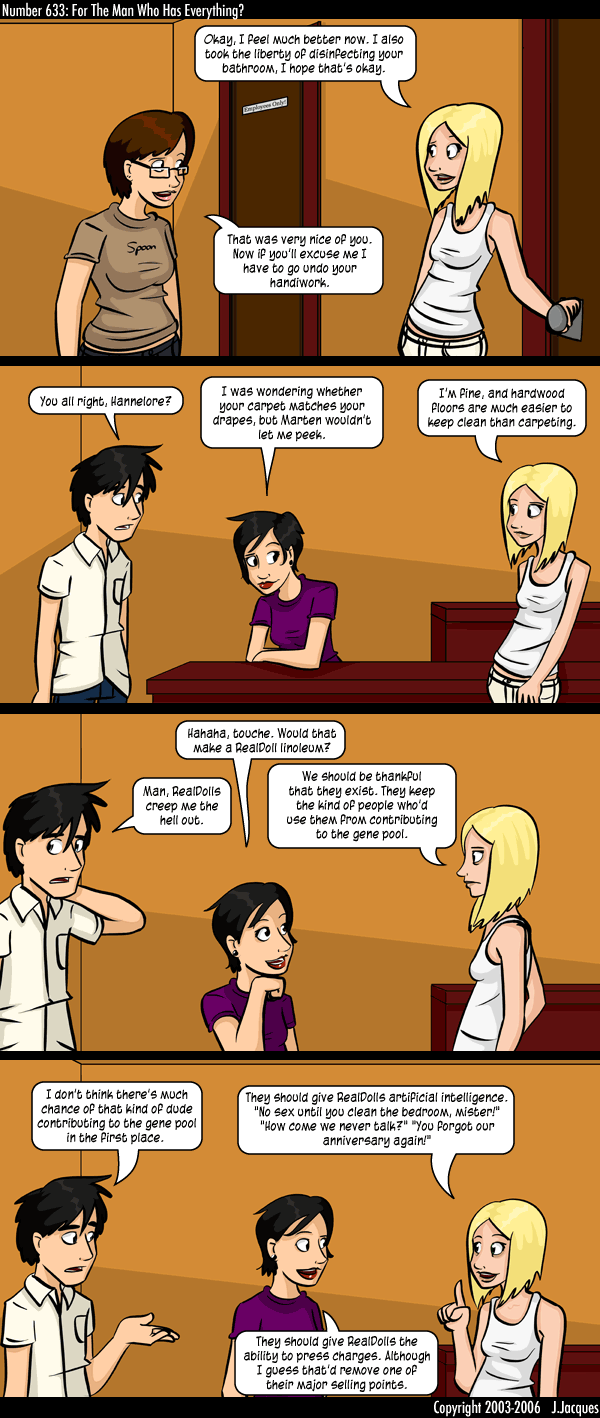 Number 633: For The Man Who Has Everything?
Okay, I feel much better now. I also
took the liberty of disinfecting your
bathroom, I hope that's okay.
Employees Only!
Spoon
That was very nice of you.
Now if you'll excuse me I
have to go undo your
handiwork.
You all right, Hannelore?
I was wondering whether
your carpet matches your
drapes, but Marten wouldn't
let me peek.
I'm fine, and hardwood
floors are much easier to
keep clean than carpeting.
Hahaha, touche. Would that
make a RealDoll linoleum?
Man, RealDolls
creep me the
hell out.
We should be thankful
that they exist. They keep
the kind of people who'd
use them from contributing
to the gene pool.
I don't think there's much
chance of that kind of dude
contributing to the gene pool
in the first place.
They should give RealDolls artificial intelligence.
"No sex until you clean the bedroom, mister!"
"How come we never talk?" "You forgot our
anniversary again!"
They should give RealDolls the
ability to press charges. Although
I guess that'd remove one of
their major selling points.
Copyright 2003-2006 J.Jacques